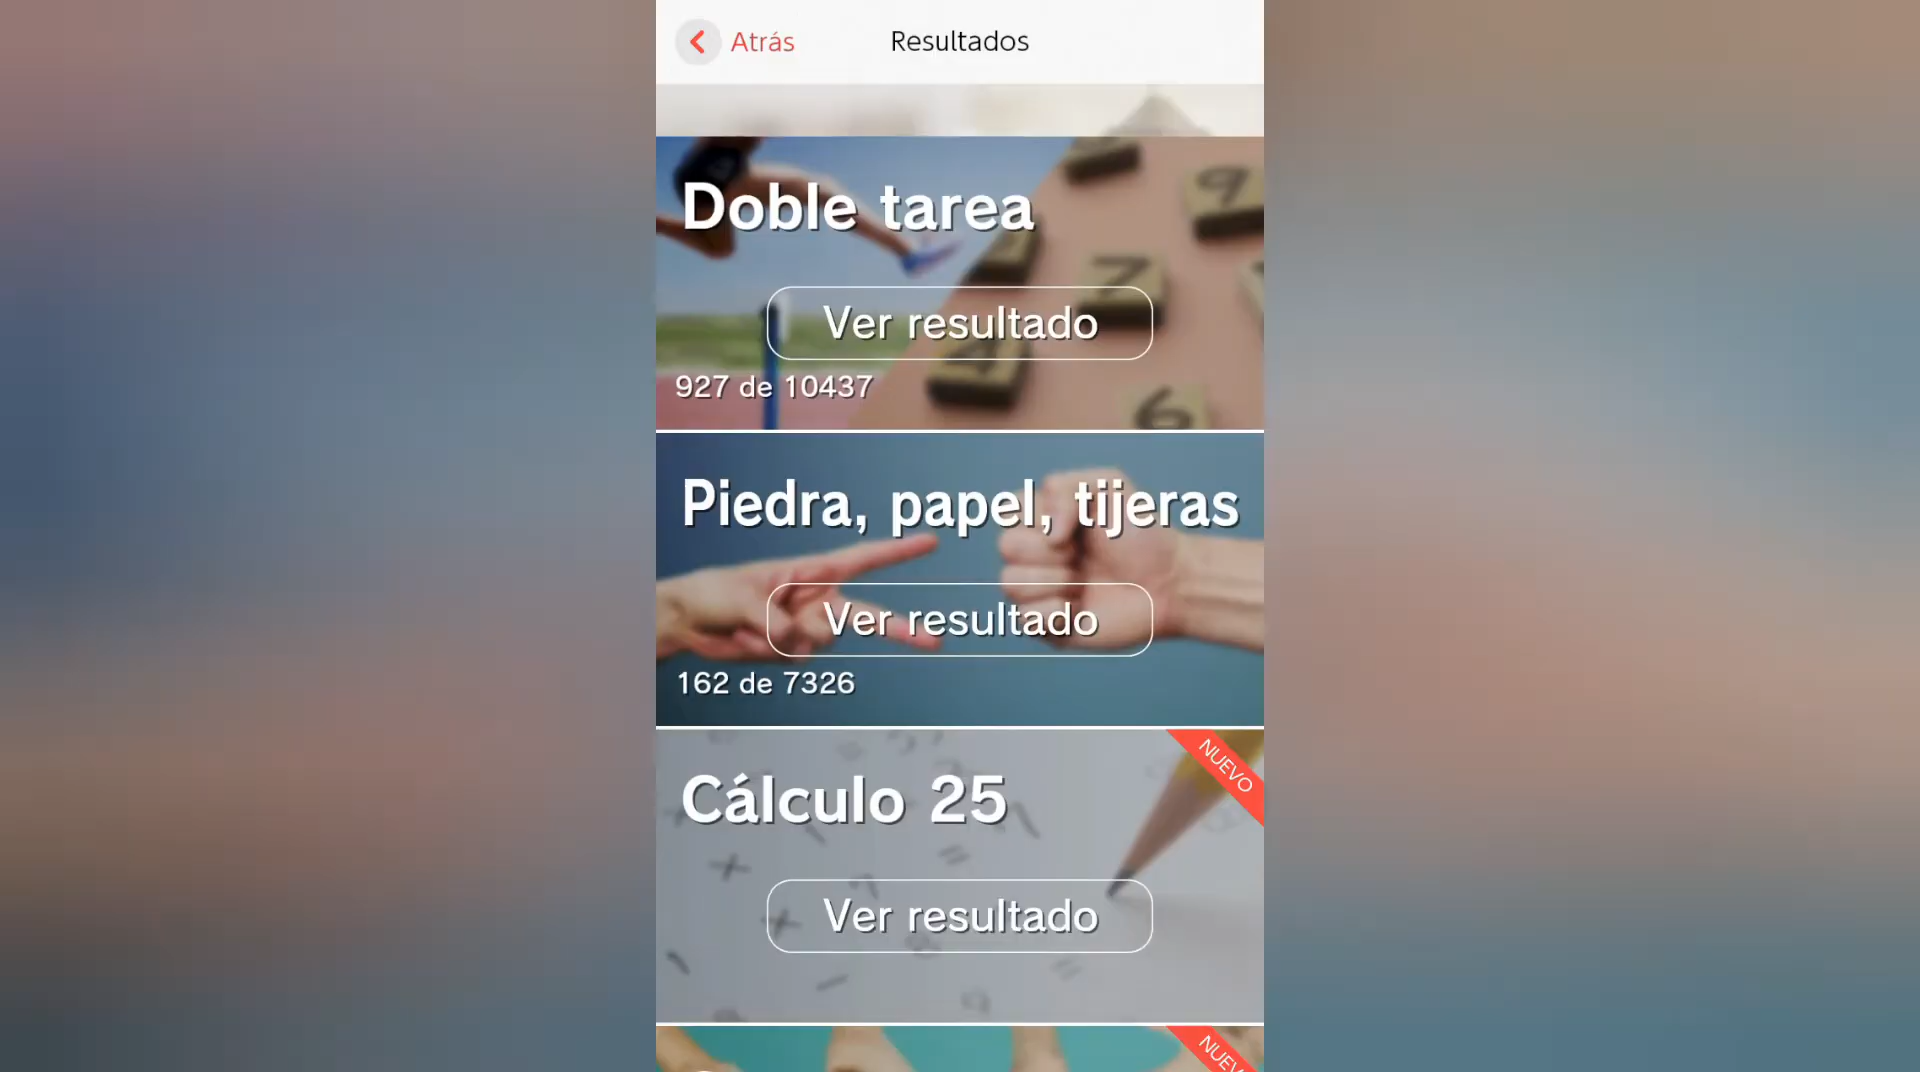 Atrás
Resultados
Doble tarea
Ver resultado
927 de 10437
Piedra, papel, tijeras
Ver resultado
162 de 7326
NUEVO
Cálculo 25
Ver resultado